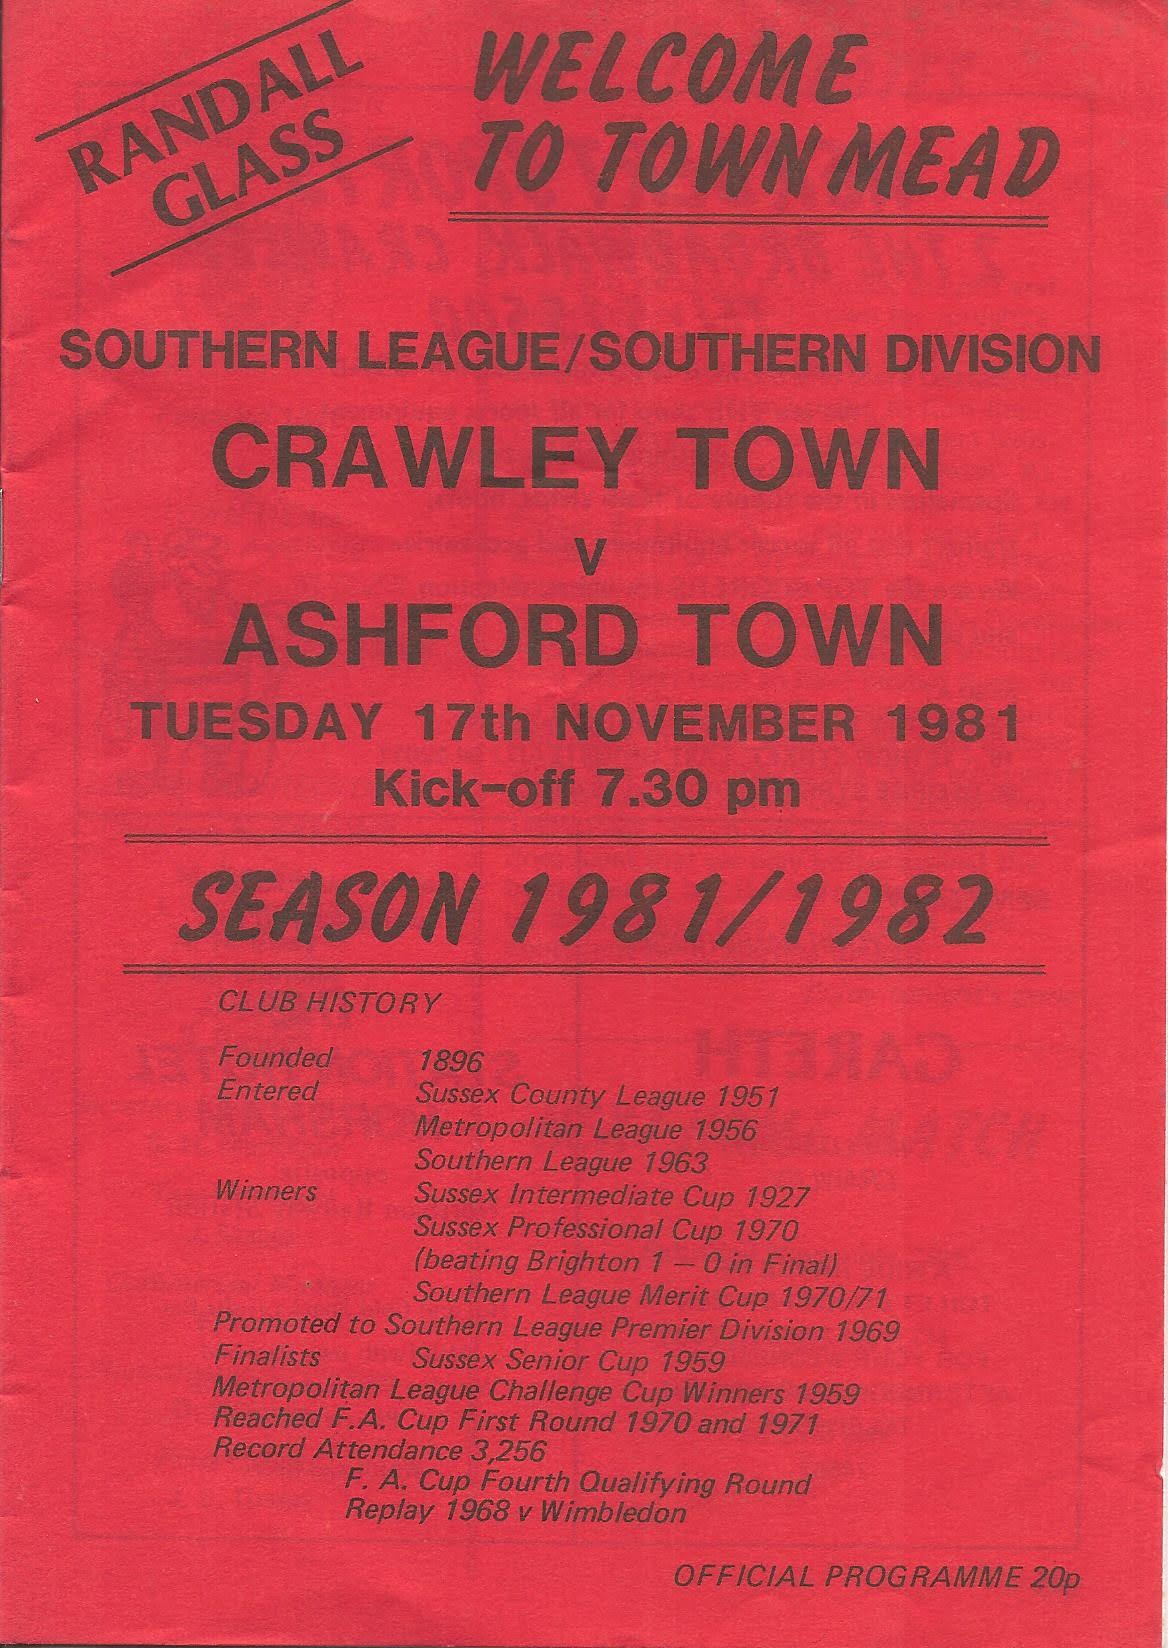 RANDALL
GLASS
WELCOME
TO TOWN MEAD
SOUTHERN LEAGUE/SOUTHERN DIVISION
CRAWLEY TOWN
v
ASHFORD TOWN
TUESDAY 17th NOVEMBER 1981
Kick-off 7.30 pm
SEASON 1981/1982
CLUB HISTORY
Founded 1896
Entered Sussex County League 1951
Metropolitan League 1956
Southern League 1963
Winners Sussex Intermediate Cup 1927
Sussex Professional Cup 1970
(beating Brighton 1 – 0 in Final)
Southern League Merit Cup 1970/71
Promoted to Southern League Premier Division 1969
Finalists Sussex Senior Cup 1959
Metropolitan League Challenge Cup Winners 1959
Reached F.A. Cup First Round 1970 and 1971
Record Attendance 3,256
F. A. Cup Fourth Qualifying Round
Replay 1968 v Wimbledon
OFFICIAL PROGRAMME 20p